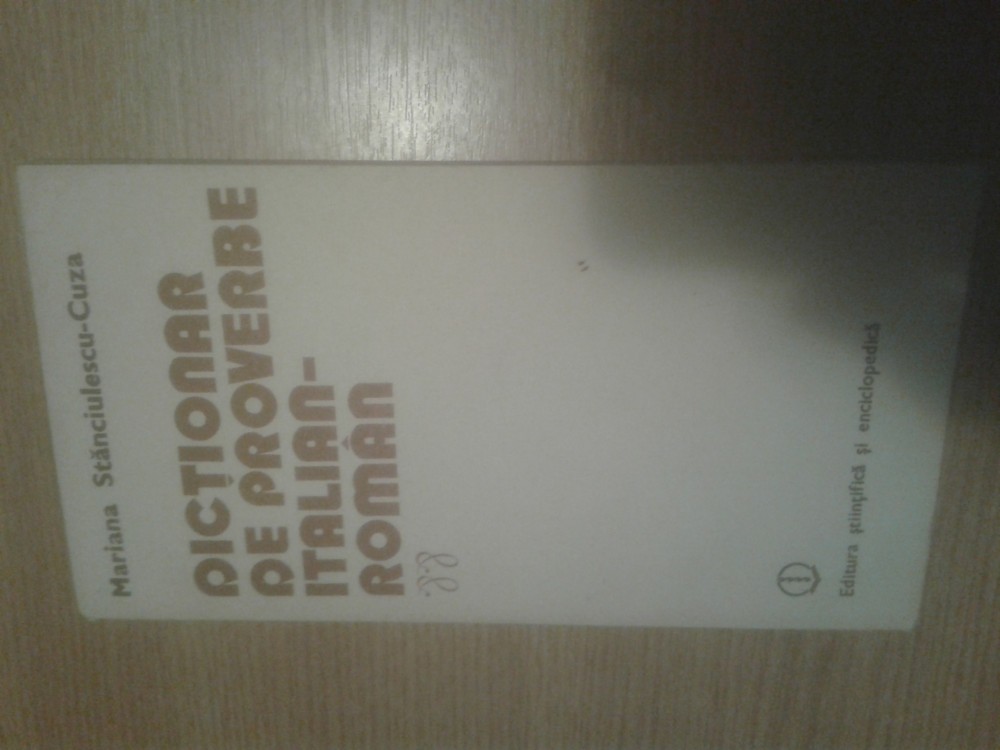 Mariana Stănciulescu-Cuza
DICȚIONAR
DE PROVERBE
ITALIAN-
ROMÂN
Editura științifică și enciclopedică